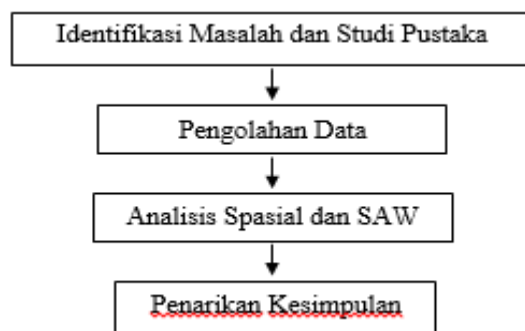 Identifikasi Masalah dan Studi Pustaka
Pengolahan Data
Analisis Spasial dan SAW
Penarikan Kesimpulan